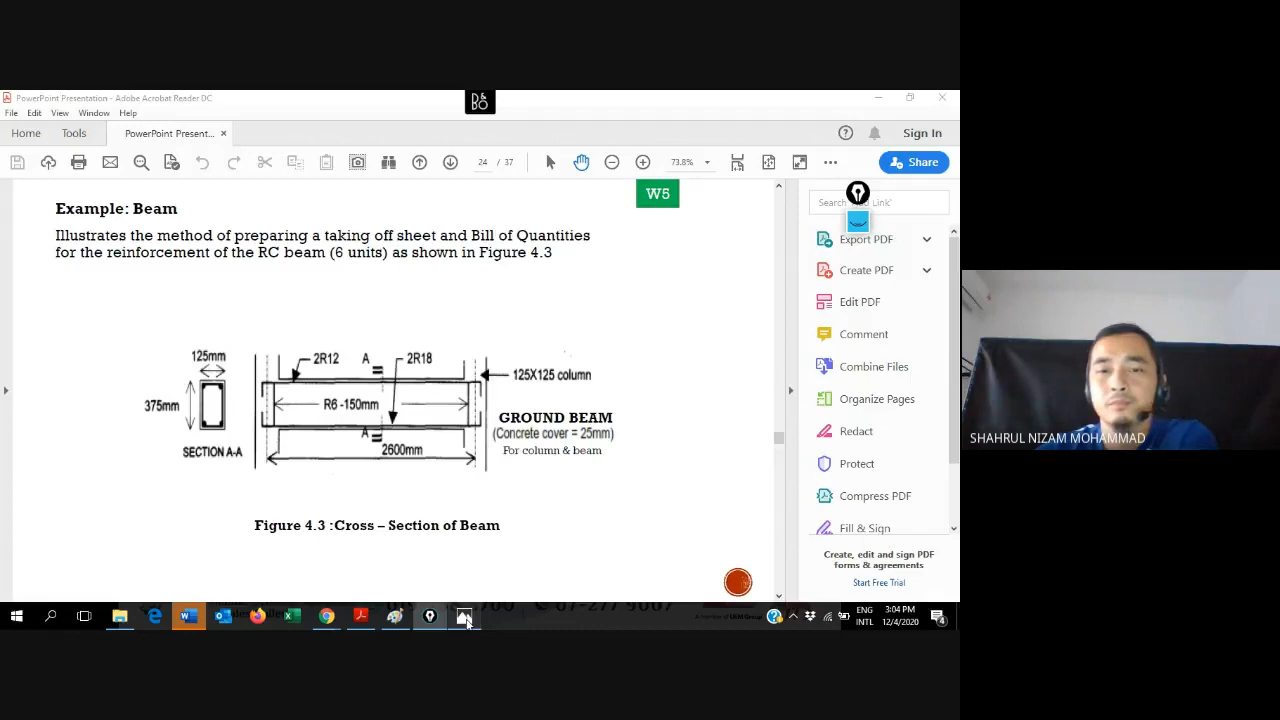 PowerPoint Presentation - Adobe Acrobat Reader DC
D&
BO
File Edit View Window Help
Home Tools PowerPoint Present... × Sign In
24 / 37 73.8% Share
W5
Example: Beam
Illustrates the method of preparing a taking off sheet and Bill of Quantities
for the reinforcement of the RC beam (6 units) as shown in Figure 4.3
125mm
375mm
SECTION A-A
2R12 A 2R18
125X125 column
R6 -150mm
A
2600mm
GROUND BEAM
(Concrete cover = 25mm)
For column & beam
Figure 4.3 :Cross – Section of Beam
Search Link'
Export PDF
Create PDF
Edit PDF
Comment
Combine Files
Organize Pages
Redact
Protect
Compress PDF
Fill & Sign
Create, edit and sign PDF
forms & agreements
Start Free Trial
SHAHRUL NIZAM MOHAMMAD
ENG
INTL
3:04 PM
12/4/2020
4